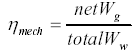 η_mech = netW_g / totalW_w